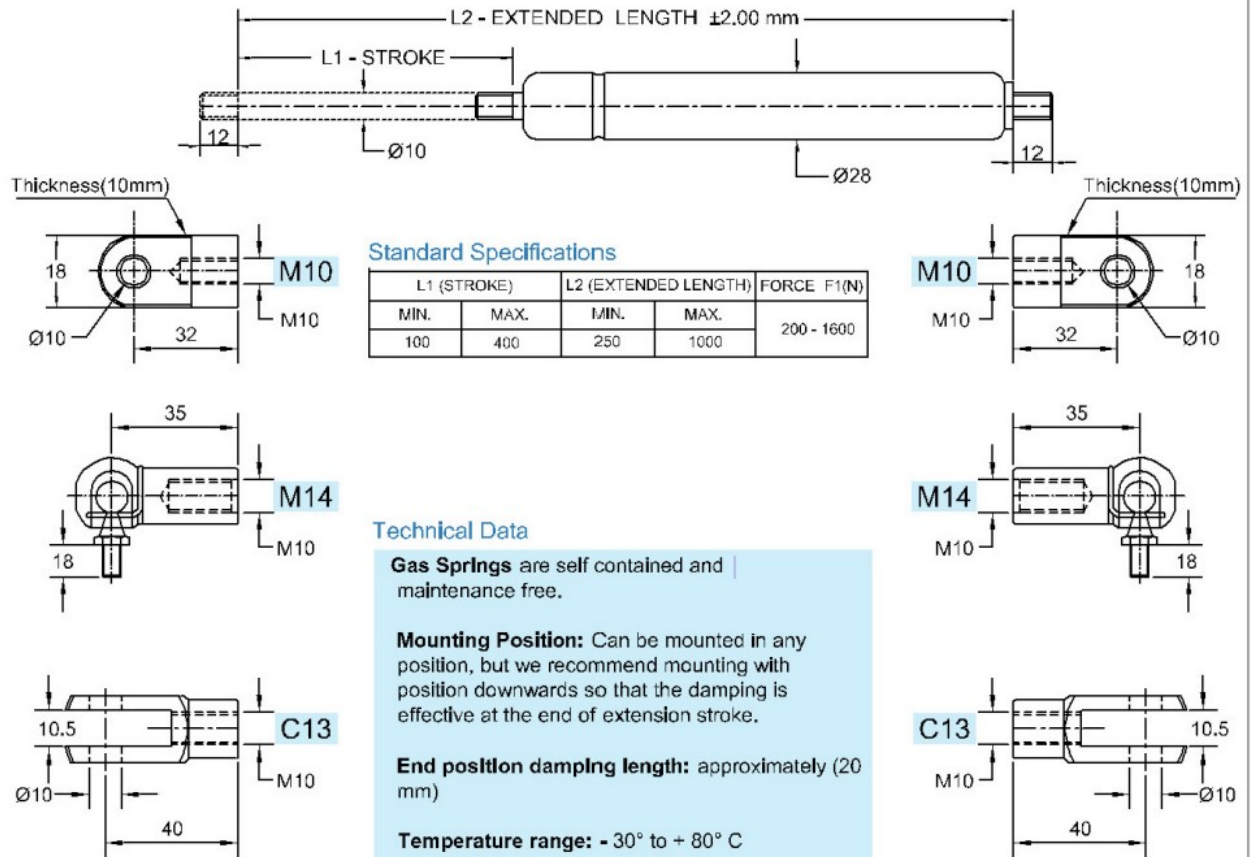 L2 - EXTENDED LENGTH ±2.00 mm
L1 - STROKE
12
Ø10
Ø28
12
Thickness(10mm)
Thickness(10mm)
18
M10
M10
Ø10
32
Standard Specifications
L1 (STROKE) L2 (EXTENDED LENGTH) FORCE F1(N)
MIN. MAX. MIN. MAX. 200 - 1600
100 400 250 1000
M10
18
M10
Ø10
32
35
M14
M10
18
35
M14
M10
18
Technical Data
Gas Springs are self contained and
maintenance free.
Mounting Position: Can be mounted in any
position, but we recommend mounting with
position downwards so that the damping is
effective at the end of extension stroke.
End position damping length: approximately (20
mm)
Temperature range: - 30° to + 80° C
10.5
C13
M10
Ø10
40
C13
10.5
M10
Ø10
40